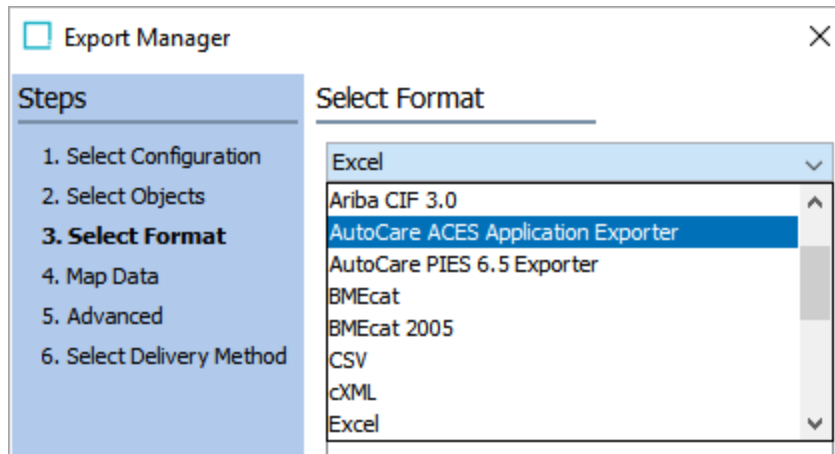 Export Manager
Steps
1. Select Configuration
2. Select Objects
3. Select Format
4. Map Data
5. Advanced
6. Select Delivery Method
Select Format
Excel
Ariba CIF 3.0
AutoCare ACES Application Exporter
AutoCare PIES 6.5 Exporter
BMEcat
BMEcat 2005
CSV
cXML
Excel